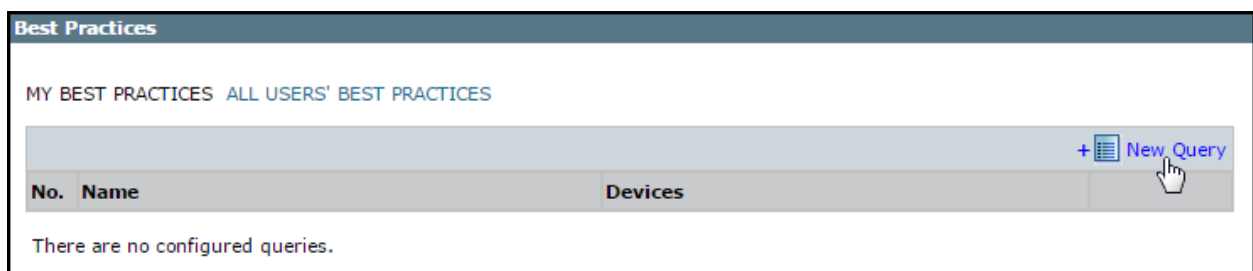 Best Practices
MY BEST PRACTICES ALL USERS' BEST PRACTICES
+ New Query
No. Name Devices
There are no configured queries.